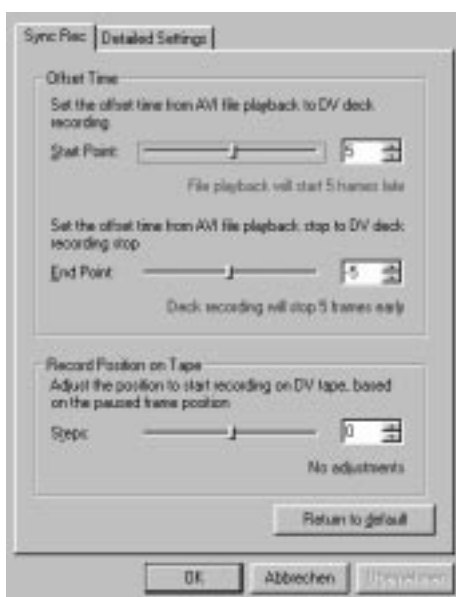 Sync Rec Detailed Settings
Offset Time
Set the offset time from AVI file playback to DV deck
recording
Start Point: 5
File playback will start 5 frames late
Set the offset time from AVI file playback stop to DV deck
recording stop
End Point: -5
Deck recording will stop 5 frames early
Record Position on Tape
Adjust the position to start recording on DV tape, based
on the paused frame position
Steps: 0
No adjustments
Return to default
OK Abbrechen Übernehmen